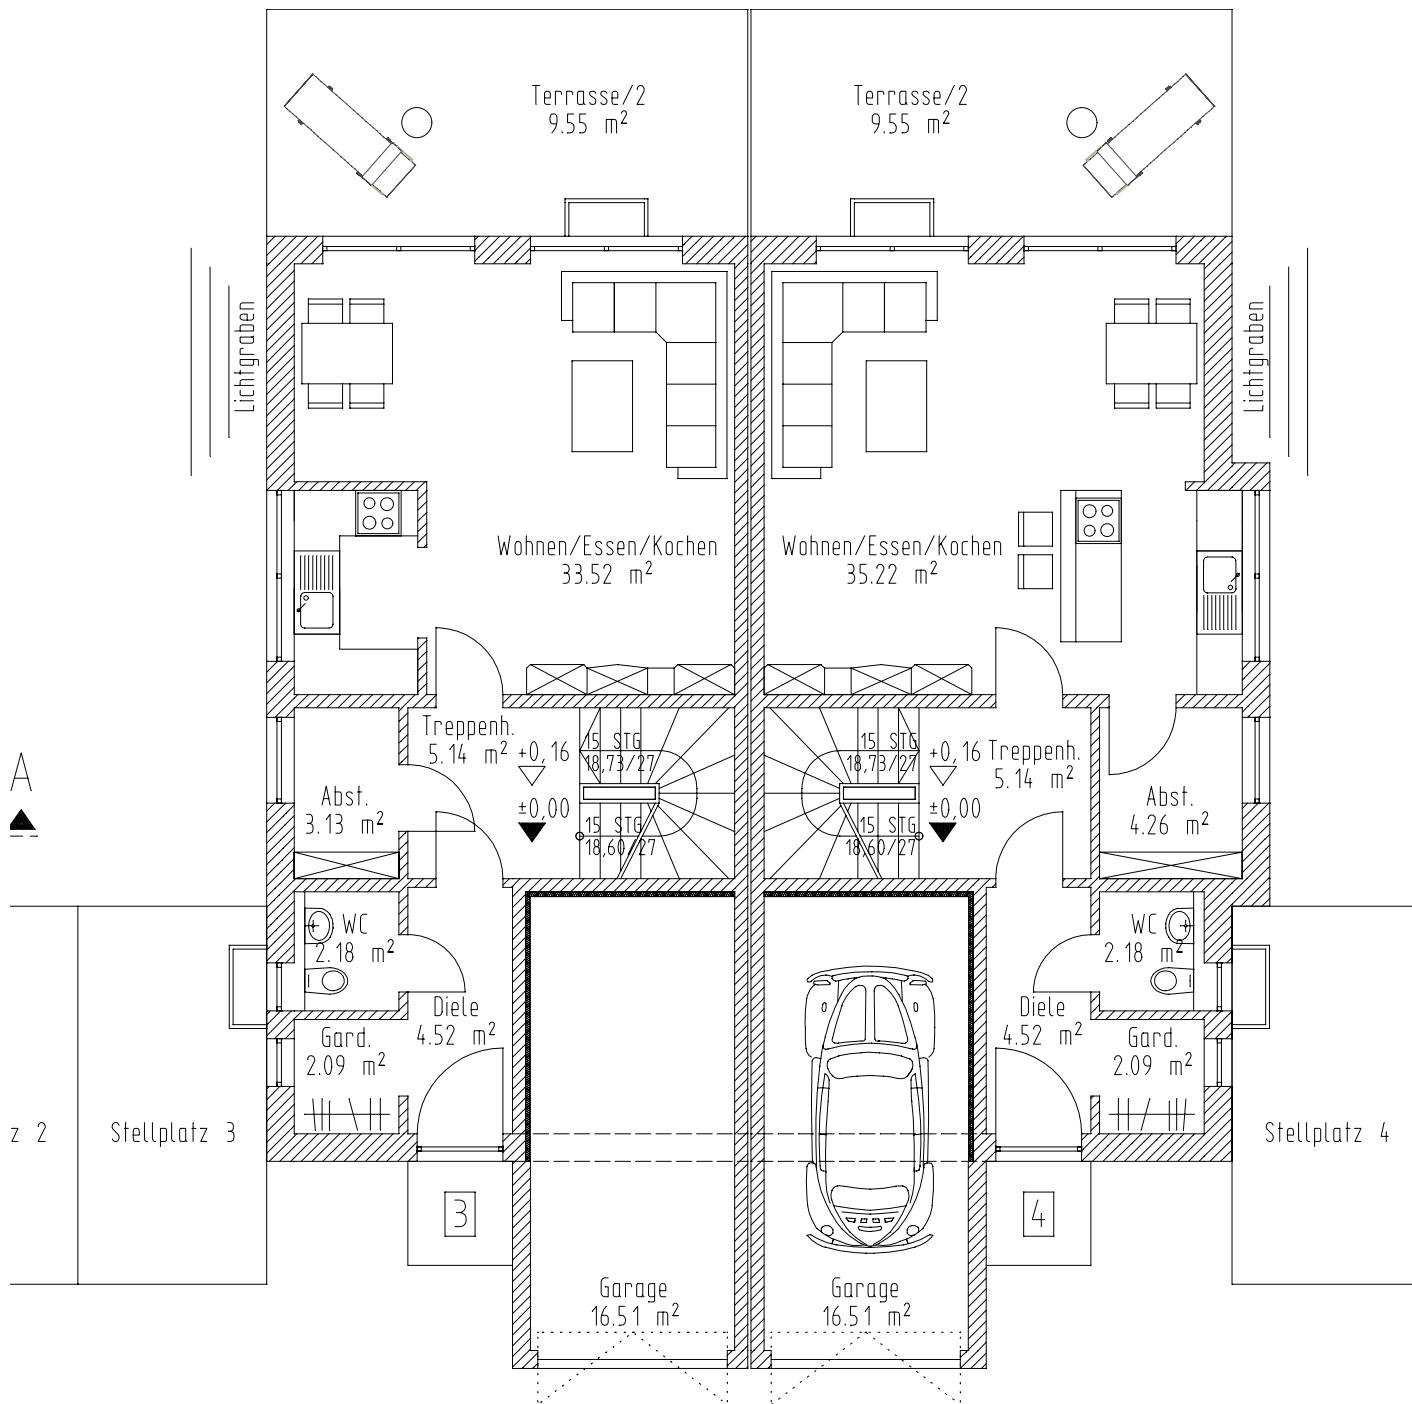 Terrasse/2
9.55 m²
Terrasse/2
9.55 m²
Lichtgraben
Lichtgraben
Wohnen/Essen/Kochen
33.52 m²
Wohnen/Essen/Kochen
35.22 m²
Treppenh.
5.14 m²
+0,16
±0,00
15 STG
18,73/27
15 STG
18,60/27
15 STG
18,73/27
15 STG
18,60/27
+0,16
±0,00
Treppenh.
5.14 m²
A
Abst.
3.13 m²
Abst.
4.26 m²
WC
2.18 m²
WC
2.18 m²
Diele
4.52 m²
Diele
4.52 m²
Gard.
2.09 m²
Gard.
2.09 m²
z 2
Stellplatz 3
Stellplatz 4
3
4
Garage
16.51 m²
Garage
16.51 m²